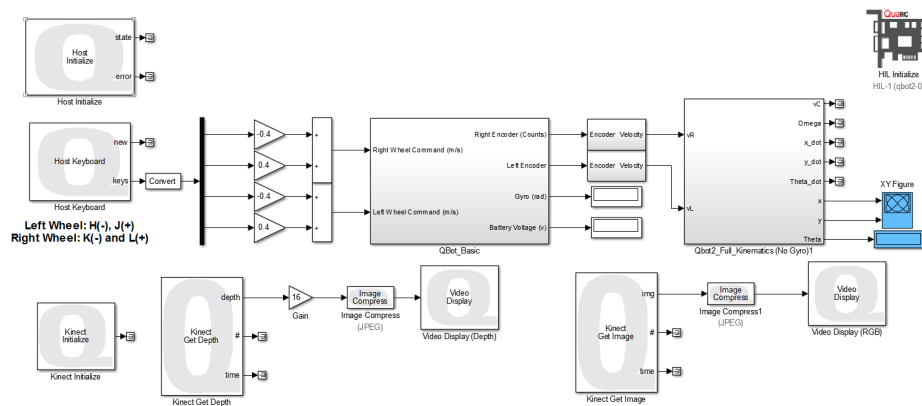 Host
Initialize
state
error
Host Initialize
QUARC
HIL Initialize
HIL-1 (qbot2-0
Host Keyboard
new
keys
Host Keyboard
Convert
-0.4
0.4
-0.4
0.4
+
+
+
+
Right Wheel Command (m/s)
Left Wheel Command (m/s)
Right Encoder (Counts)
Left Encoder
Gyro (rad)
Battery Voltage (v)
QBot_Basic
Encoder Velocity
Encoder Velocity
vR
vL
vC
Omega
x_dot
y_dot
Theta_dot
x
y
Theta
Qbot2_Full_Kinematics (No Gyro)1
XY Figure
Left Wheel: H(-), J(+)
Right Wheel: K(-) and L(+)
Kinect
Initialize
Kinect Initialize
Kinect
Get Depth
depth
#
time
Kinect Get Depth
16
Gain
Image
Compress
Image Compress
(JPEG)
Video
Display
Video Display (Depth)
Kinect
Get Image
img
#
time
Kinect Get Image
Image
Compress
Image Compress1
(JPEG)
Video
Display
Video Display (RGB)